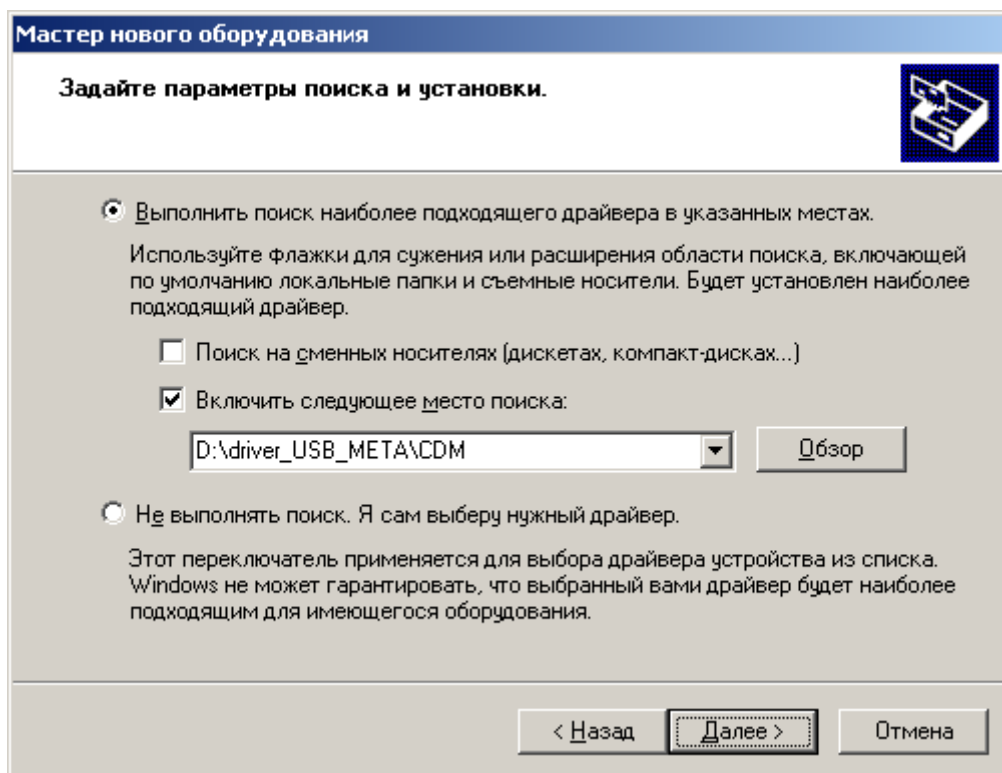 Мастер нового оборудования
Задайте параметры поиска и установки.
Выполнить поиск наиболее подходящего драйвера в указанных местах.
Используйте флажки для сужения или расширения области поиска, включающей
по умолчанию локальные папки и съемные носители. Будет установлен наиболее
подходящий драйвер.
Поиск на сменных носителях (дискетах, компакт-дисках...)
Включить следующее место поиска:
D:\driver_USB_META\CDM
Обзор
Не выполнять поиск. Я сам выберу нужный драйвер.
Этот переключатель применяется для выбора драйвера устройства из списка.
Windows не может гарантировать, что выбранный вами драйвер будет наиболее
подходящим для имеющегося оборудования.
< Назад
Далее >
Отмена